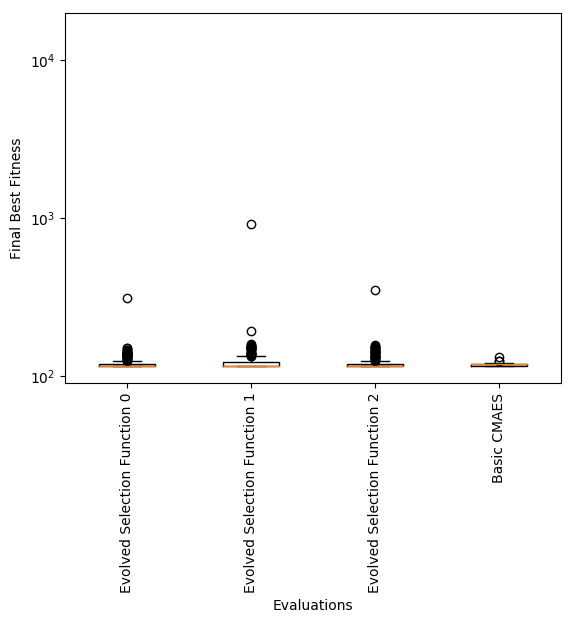 Final Best Fitness
10^4
10^3
10^2
Evolved Selection Function 0
Evolved Selection Function 1
Evolved Selection Function 2
Basic CMAES
Evaluations